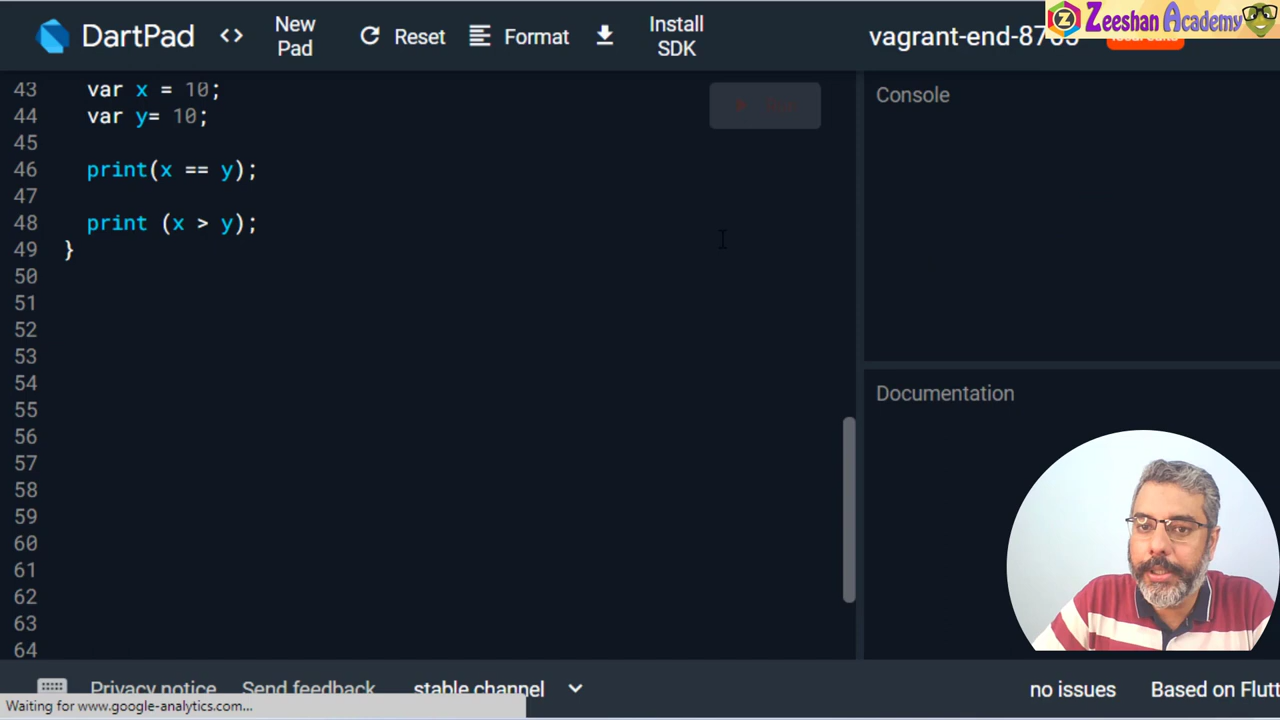 DartPad
<>
New
Pad
Reset
Format
Install
SDK
vagrant-end-8763
Zeeshan Academy
43 var x = 10;
44 var y= 10;
45
46 print(x == y);
47
48 print (x > y);
49 }
50
51
52
53
54
55
56
57
58
59
60
61
62
63
64
Console
Documentation
Privacy notice
Send feedback
stable channel
no issues
Based on Flutt
Waiting for www.google-analytics.com...